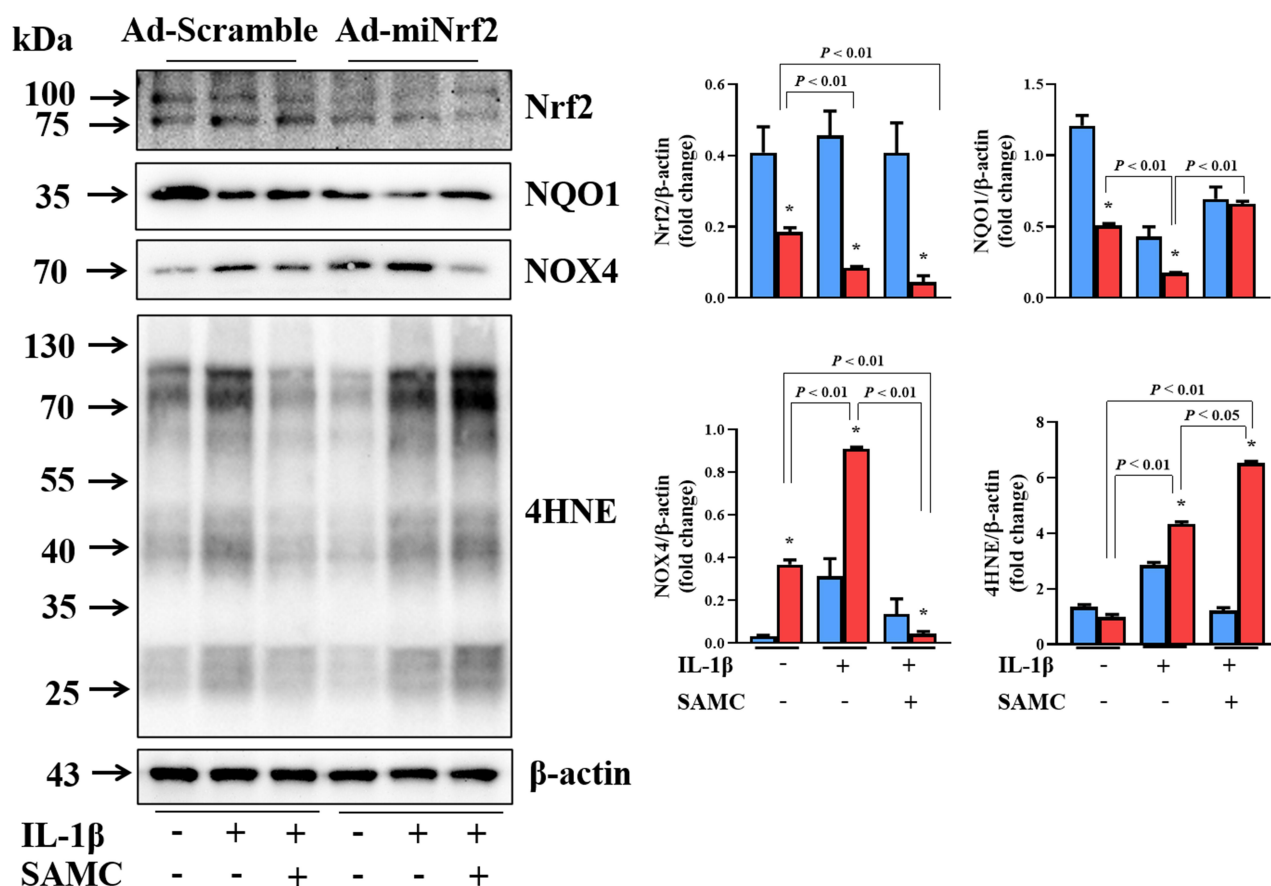 kDa
Ad-Scramble Ad-miNrf2
100
75
Nrf2
35
NQO1
70
NOX4
130
70
55
40
35
25
4HNE
43
β-actin
IL-1β - + + - + +
SAMC - - + - - +
P < 0.01
P < 0.01
Nrf2/β-actin
(fold change)
0.6
0.4
0.2
0.0
*
*
*
P < 0.01
P < 0.01
NQO1/β-actin
(fold change)
1.5
1.0
0.5
0.0
*
*
P < 0.01
P < 0.01
P < 0.01
NOX4/β-actin
(fold change)
1.0
0.8
0.6
0.4
0.2
0.0
*
*
*
IL-1β - + +
SAMC - - +
P < 0.01
P < 0.05
P < 0.01
4HNE/β-actin
(fold change)
8
6
4
2
0
*
*
- + +
- - +